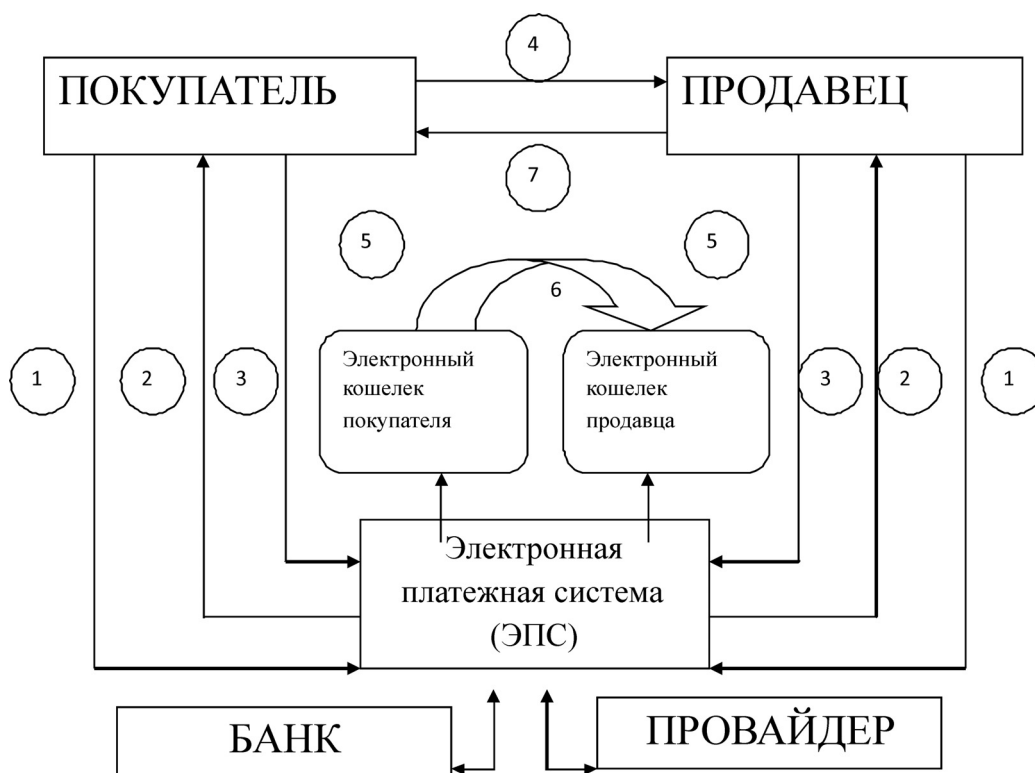 4
ПОКУПАТЕЛЬ
ПРОДАВЕЦ
7
5
5
6
Электронный
кошелек
покупателя
Электронный
кошелек
продавца
1
2
3
3
2
1
Электронная
платежная система
(ЭПС)
БАНК
ПРОВАЙДЕР